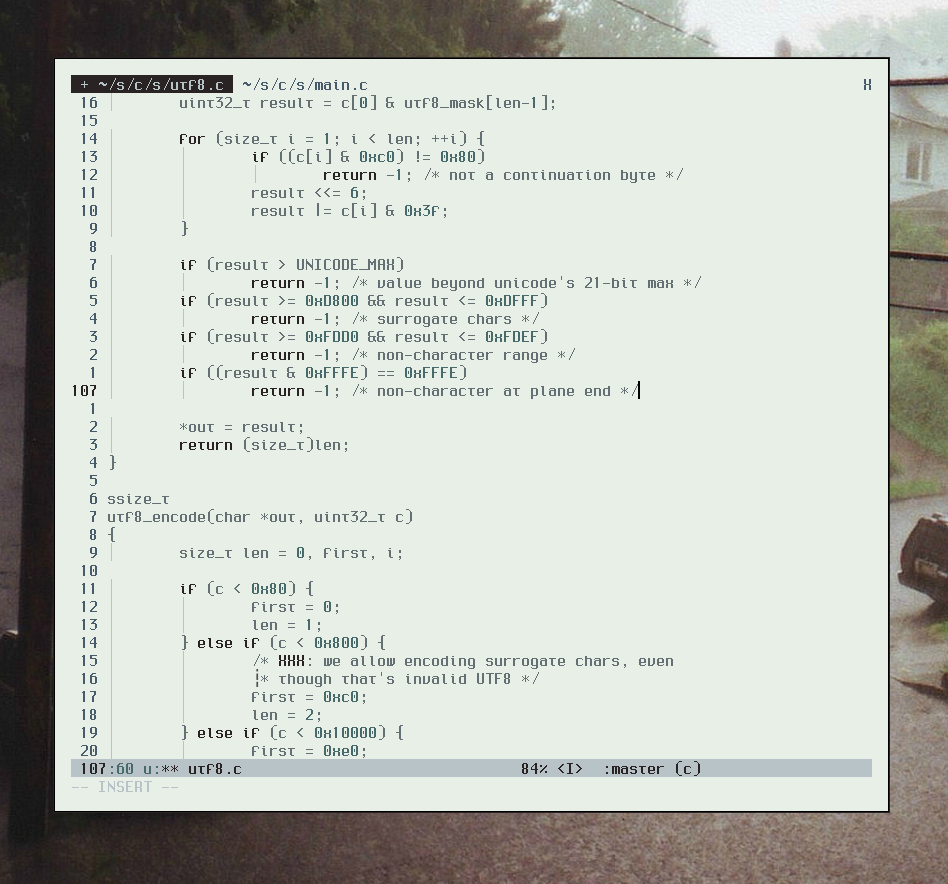 + ~/s/c/s/utf8.c ~/s/c/s/main.c X
16 uint32_t result = c[0] & utf8_mask[len-1];
15
14 for (size_t i = 1; i < len; ++i) {
13 if ((c[i] & 0xc0) != 0x80)
12 return -1; /* not a continuation byte */
11 result <<= 6;
10 result |= c[i] & 0x3f;
9 }
8
7 if (result > UNICODE_MAX)
6 return -1; /* value beyond unicode's 21-bit max */
5 if (result >= 0xD800 && result <= 0xDFFF)
4 return -1; /* surrogate chars */
3 if (result >= 0xFDD0 && result <= 0xFDEF)
2 return -1; /* non-character range */
1 if ((result & 0xFFFE) == 0xFFFE)
107 return -1; /* non-character at plane end */
1
2 *out = result;
3 return (size_t)len;
4 }
5
6 ssize_t
7 utf8_encode(char *out, uint32_t c)
8 {
9 size_t len = 0, first, i;
10
11 if (c < 0x80) {
12 first = 0;
13 len = 1;
14 } else if (c < 0x800) {
15 /* XXX: we allow encoding surrogate chars, even
16 * though that's invalid UTF8 */
17 first = 0xc0;
18 len = 2;
19 } else if (c < 0x10000) {
20 first = 0xe0;
107:60 u:** utf8.c 84% <I> :master (c)
-- INSERT --